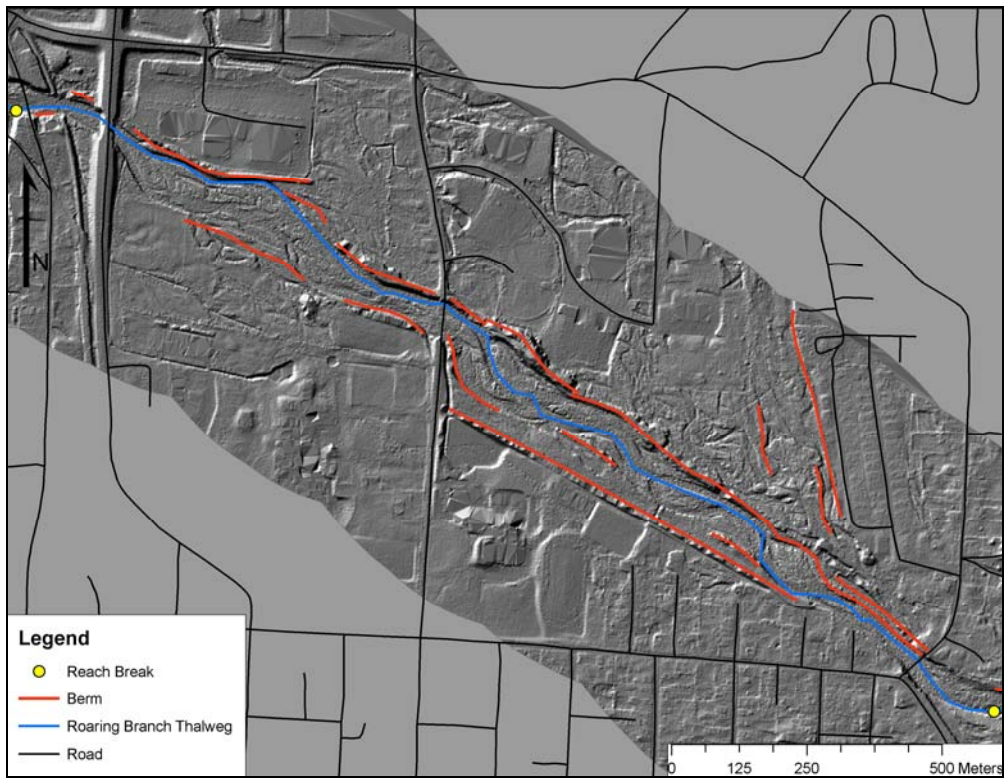 N
Legend
Reach Break
Berm
Roaring Branch Thalweg
Road
0 125 250 500 Meters